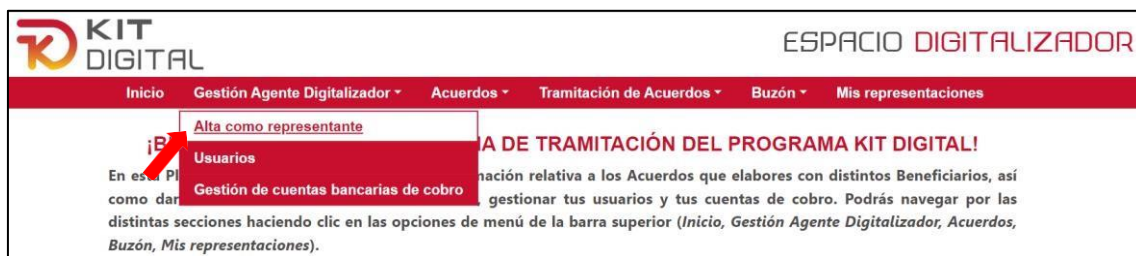 KIT
DIGITAL
ESPACIO DIGITALIZADOR
Inicio Gestión Agente Digitalizador Acuerdos Tramitación de Acuerdos Buzón Mis representaciones
Alta como representante
Usuarios
Gestión de cuentas bancarias de cobro
¡B A DE TRAMITACIÓN DEL PROGRAMA KIT DIGITAL!
En esta Pl mación relativa a los Acuerdos que elabores con distintos Beneficiarios, así
como dar , gestionar tus usuarios y tus cuentas de cobro. Podrás navegar por las
distintas secciones haciendo clic en las opciones de menú de la barra superior (Inicio, Gestión Agente Digitalizador, Acuerdos,
Buzón, Mis representaciones).